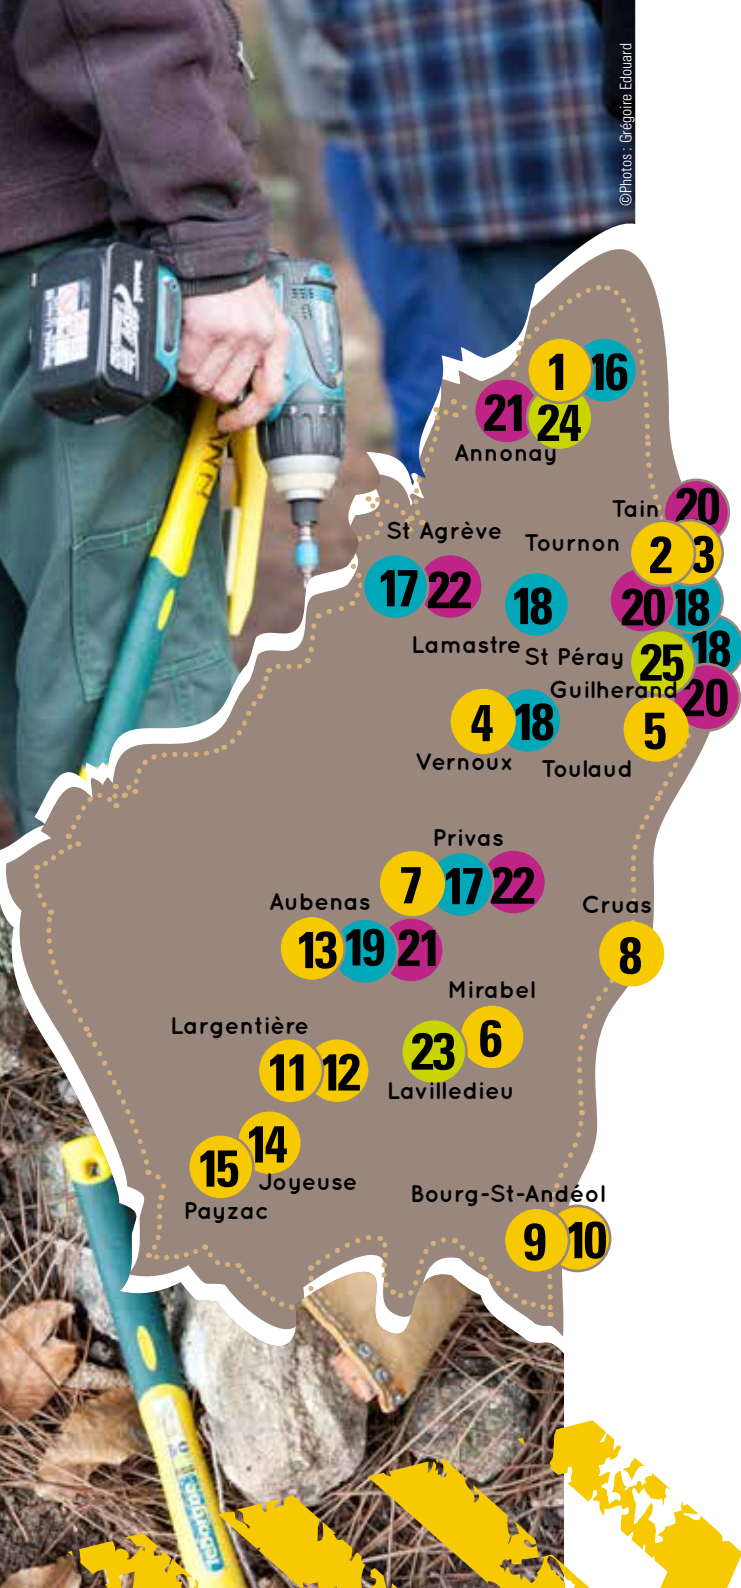 ©Photos : Grégoire Edouard
1 16
21 24
Annonay
Tain 20
St Agrève
Tournon 2 3
17 22
18
20 18
Lamastre
St Péray 25 18
Guilherand 20
4 18
5
Vernoux
Toulaud
Privas
7 17 22
Aubenas
Cruas
13 19 21
8
Mirabel
Largentière
23 6
11 12
Lavilledieu
14
15
Joyeuse
Payzac
Bourg-St-Andéol
9 10